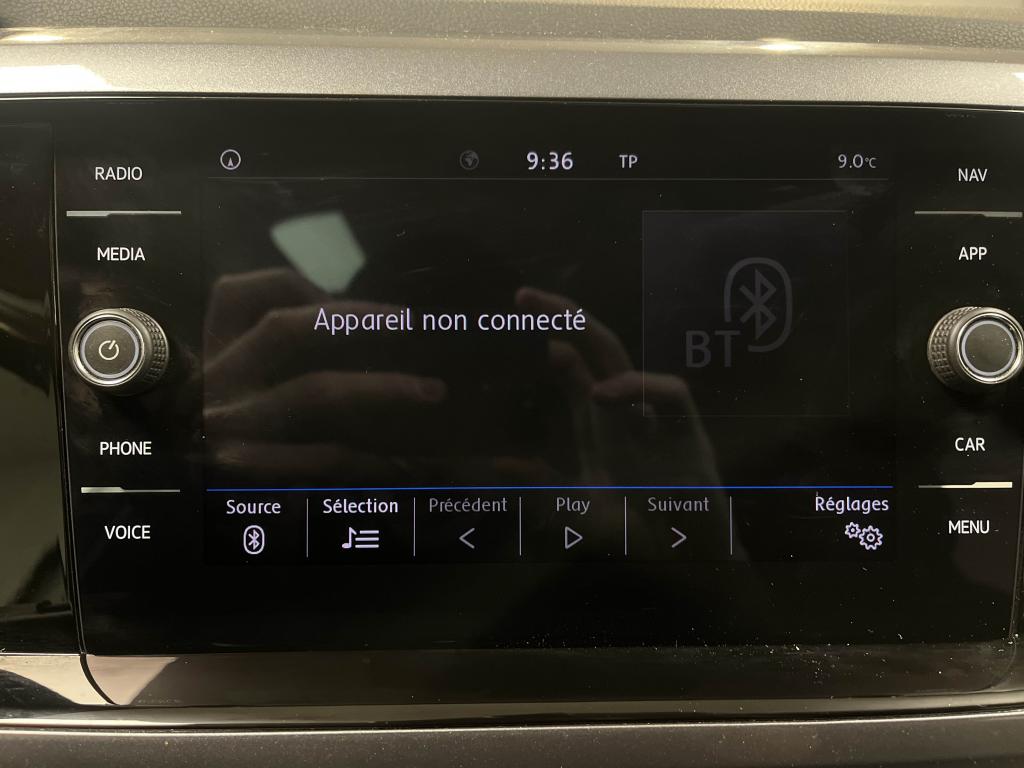 9:36 TP 9.0°C
RADIO
NAV
MEDIA
APP
Appareil non connecté
BT
PHONE
CAR
Source Sélection Précédent Play Suivant Réglages
VOICE
MENU